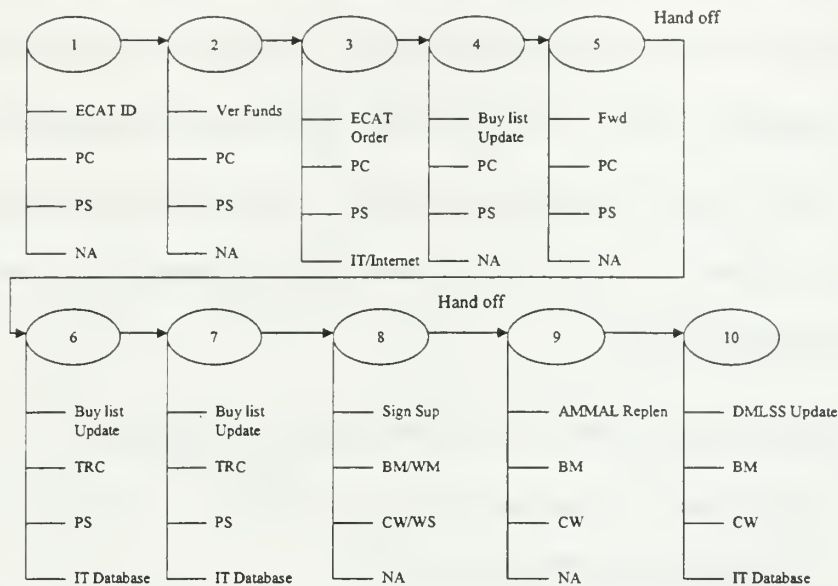 Hand off
1
2
3
4
5
ECAT ID
PC
PS
NA
Ver Funds
PC
PS
NA
ECAT
Order
PC
PS
IT/Internet
Buy list
Update
PC
PS
NA
Fwd
PC
PS
NA
Hand off
6
7
8
9
10
Buy list
Update
TRC
PS
IT Database
Buy list
Update
TRC
PS
IT Database
Sign Sup
BM/WM
CW/WS
NA
AMMAL Replen
BM
CW
NA
DMLSS Update
BM
CW
IT Database